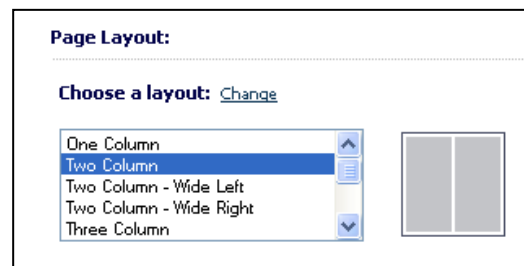 Page Layout:
Choose a layout: Change
One Column
Two Column
Two Column - Wide Left
Two Column - Wide Right
Three Column